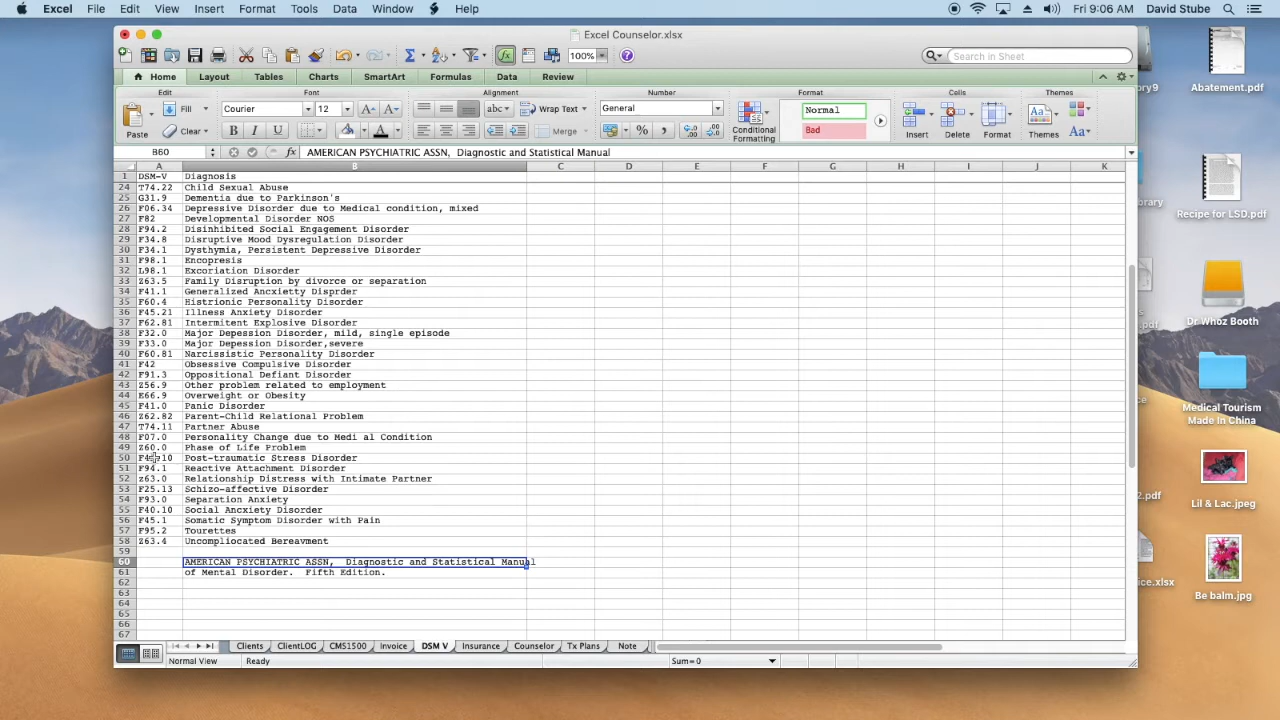 Excel File Edit View Insert Format Tools Data Window Help Fri 9:06 AM David Stube
Excel Counselor.xlsx
100% Search in Sheet
Home Layout Tables Charts SmartArt Formulas Data Review
Edit Font Alignment Number Format Cells Themes
Paste Fill Clear Courier 12 abc Wrap Text Merge General Conditional Formatting Normal Bad Insert Delete Format Themes Aa
B I U A %
B60 fx AMERICAN PSYCHIATRIC ASSN, Diagnostic and Statistical Manual
A B C D E F G H I J K
1 DSM-V Diagnosis
24 T74.22 Child Sexual Abuse
25 G31.9 Dementia due to Parkinson's
26 F06.34 Depressive Disorder due to Medical condition, mixed
27 F82 Developmental Disorder NOS
28 F94.2 Disinhibited Social Engagement Disorder
29 F34.8 Disruptive Mood Dysregulation Disorder
30 F34.1 Dysthymia, Persistent Depressive Disorder
31 F98.1 Encopresis
32 L98.1 Excoriation Disorder
33 Z63.5 Family Disruption by divorce or separation
34 F41.1 Generalized Ancxietty Disprder
35 F60.4 Histrionic Personality Disorder
36 F45.21 Illness Anxiety Disorder
37 F62.81 Intermitent Explosive Disorder
38 F32.0 Major Depession Disorder, mild, single episode
39 F33.0 Major Depession Disorder,severe
40 F60.81 Narcissistic Personality Disorder
41 F42 Obsessive Compulsive Disorder
42 F91.3 Oppositional Defiant Disorder
43 Z56.9 Other problem related to employment
44 E66.9 Overweight or Obesity
45 F41.0 Panic Disorder
46 Z62.82 Parent-Child Relational Problem
47 T74.11 Partner Abuse
48 F07.0 Personality Change due to Medi al Condition
49 Z60.0 Phase of Life Problem
50 Post-traumatic Stress Disorder
51 F94.1 Reactive Attachment Disorder
52 Z63.0 Relationship Distress with Intimate Partner
53 F25.13 Schizo-affective Disorder
54 F93.0 Separation Anxiety
55 F40.10 Social Ancxiety Disorder
56 F45.1 Somatic Symptom Disorder with Pain
57 F95.2 Tourettes
58 Z63.4 Uncomplicated Bereavment
59
60 AMERICAN PSYCHIATRIC ASSN, Diagnostic and Statistical Manual
61 of Mental Disorder. Fifth Edition.
62
63
64
65
66
67
Clients ClientLOG CMS1500 Invoice DSM V Insurance Counselor Tx Plans Note
Normal View Ready Sum=0
Abatement.pdf
Recipe for LSD.pdf
Dr Whoz Booth
Medical Tourism
Made In China
Lil & Lac.jpeg
Be balm.jpg